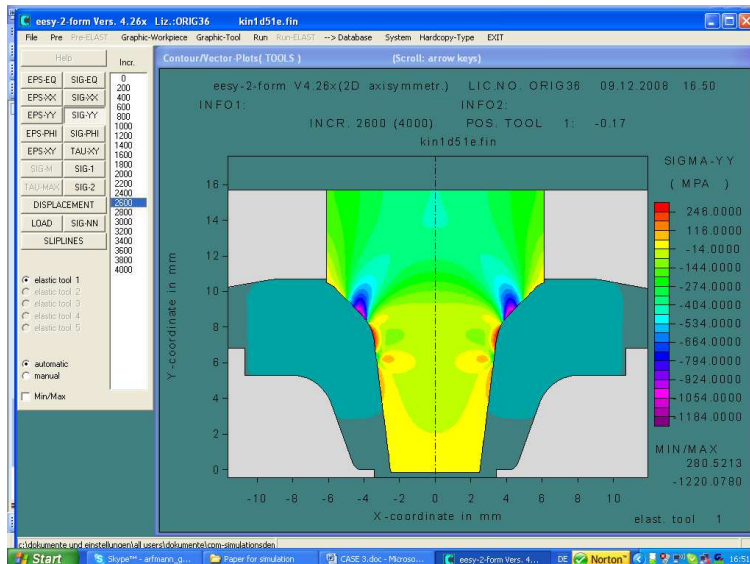 eesy-2-form Vers. 4.26x Liz.:ORIG36 kin1d51e.fin
File Pre Pre-ELAST Graphic-Workpiece Graphic-Tool Run Run-ELAST --> Database System Hardcopy-Type EXIT
Help
Incr.
EPS-EQ SIG-EQ
EPS-XX SIG-XX
EPS-YY SIG-YY
EPS-PHI SIG-PHI
EPS-XY TAU-XY
SIG-M SIG-1
TAU-MAX SIG-2
DISPLACEMENT
LOAD SIG-NN
SLIPLINES
elastic tool 1
elastic tool 2
elastic tool 3
elastic tool 4
elastic tool 5
automatic
manual
Min/Max
0
200
400
600
800
1000
1200
1400
1600
1800
2000
2200
2400
2600
2800
3000
3200
3400
3600
3800
4000
Contour/Vector-Plots( TOOLS ) (Scroll: arrow keys)
eesy-2-form V4.26x(2D axisymmetr.) LIC.NO. ORIG36 09.12.2008 16.50
INFO1: INFO2:
INCR. 2600 (4000) POS. TOOL 1: -0.17
kin1d51e.fin
Y-coordinate in mm
16
14
12
10
8
6
4
2
0
-10 -8 -6 -4 -2 0 2 4 6 8 10
X-coordinate in mm
SIGMA-YY
( MPA )
246.0000
116.0000
-14.0000
-144.0000
-274.0000
-404.0000
-534.0000
-664.0000
-794.0000
-924.0000
-1054.0000
-1184.0000
MIN/MAX
280.5213
-1220.0780
elast. tool 1
c:\dokumente und einstellungen\all users\dokumente\cpm-simulationsden
Start Skype™ - arfmann_g... Paper for simulation CASE 3.doc - Microso... eesy-2-form Vers. 4... DE Norton™ 16:51